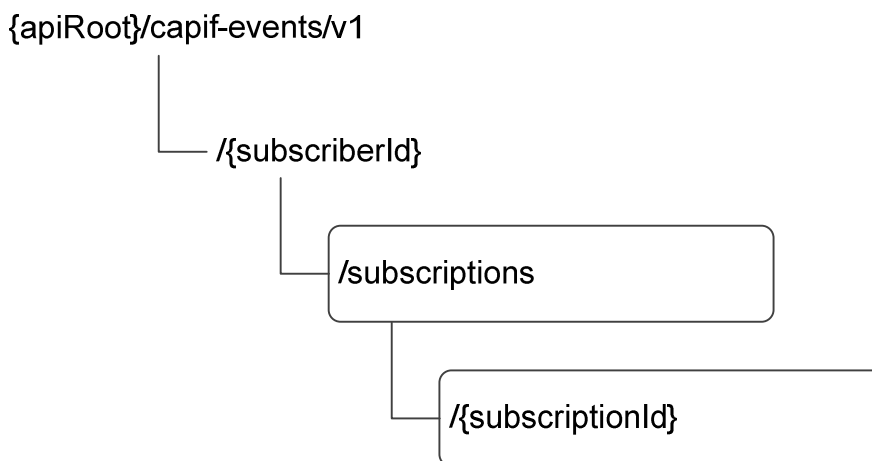 {apiRoot}/capif-events/v1
/{subscriberId}
/subscriptions
/{subscriptionId}